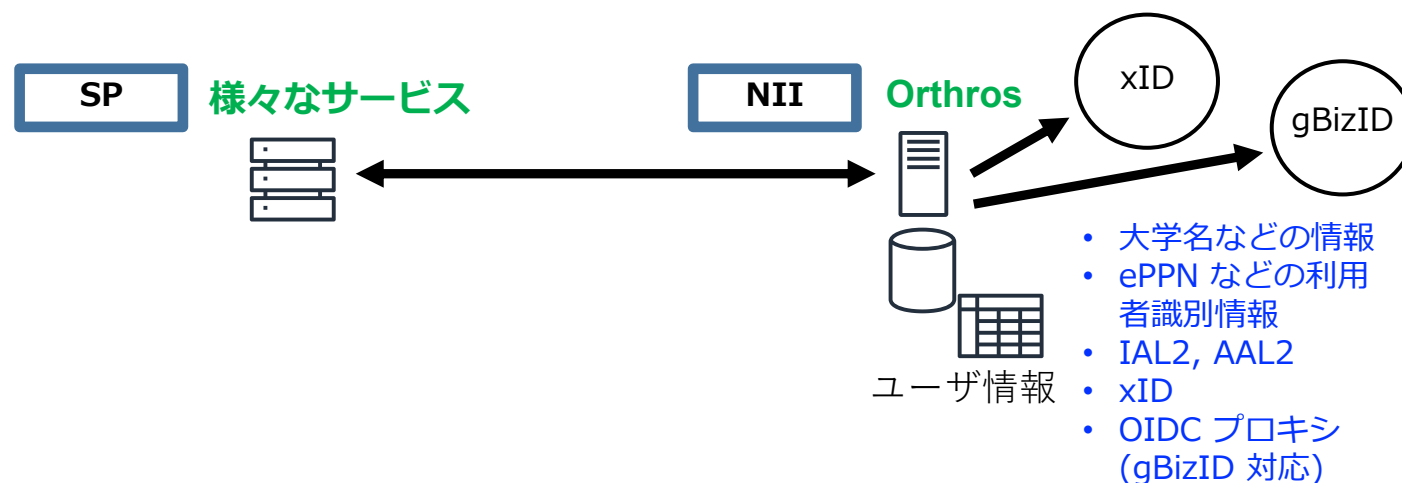 SP
様々なサービス
NII
Orthros
xID
gBizID
ユーザ情報
• 大学名などの情報
• ePPN などの利用
者識別情報
• IAL2, AAL2
• xID
• OIDC プロキシ
(gBizID 対応)